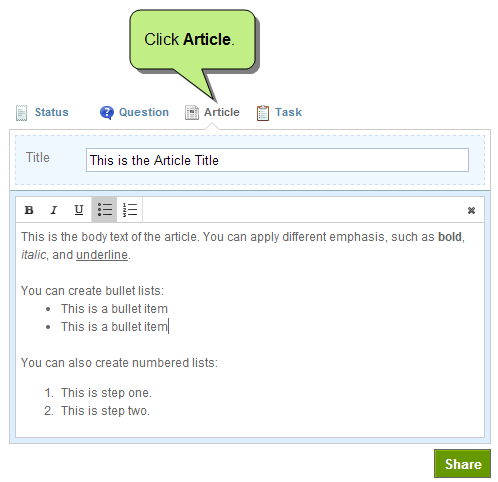 Click Article.
Status Question Article Task
Title This is the Article Title
B I U
This is the body text of the article. You can apply different emphasis, such as bold,
italic, and underline.
You can create bullet lists:
• This is a bullet item
• This is a bullet item
You can also create numbered lists:
1. This is step one.
2. This is step two.
Share